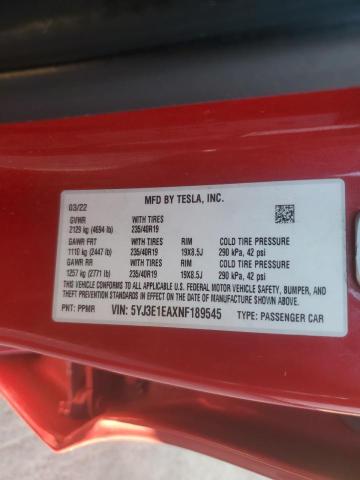 MFD BY TESLA, INC.
03/22
GVWR WITH TIRES
2129 kg (4694 lb) 235/40R19
GAWR FRT WITH TIRES RIM COLD TIRE PRESSURE
1110 kg (2447 lb) 235/40R19 19X8.5J 290 kPa, 42 psi
GAWR RR WITH TIRES RIM COLD TIRE PRESSURE
1257 kg (2771 lb) 235/40R19 19X8.5J 290 kPa, 42 psi
THIS VEHICLE CONFORMS TO ALL APPLICABLE U.S. FEDERAL MOTOR VEHICLE SAFETY, BUMPER,
AND THEFT PREVENTION STANDARDS IN EFFECT ON THE DATE OF MANUFACTURE SHOWN ABOVE.
PNT: PPMR VIN: 5YJ3E1EAXNF189545 TYPE: PASSENGER CAR